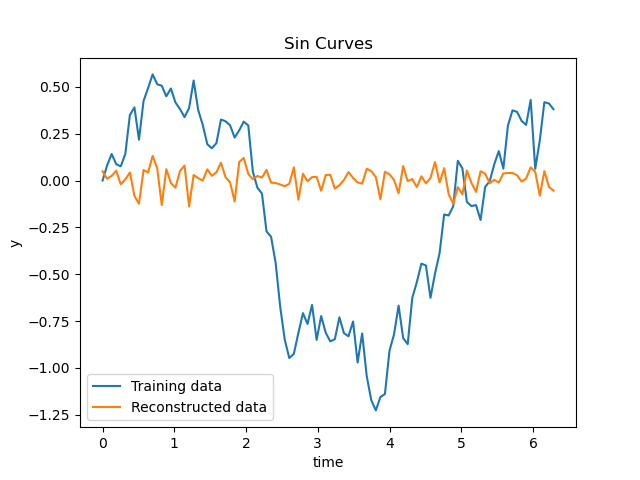 Sin Curves
y
0.50
0.25
0.00
−0.25
−0.50
−0.75
−1.00
−1.25
Training data
Reconstructed data
0 1 2 3 4 5 6
time